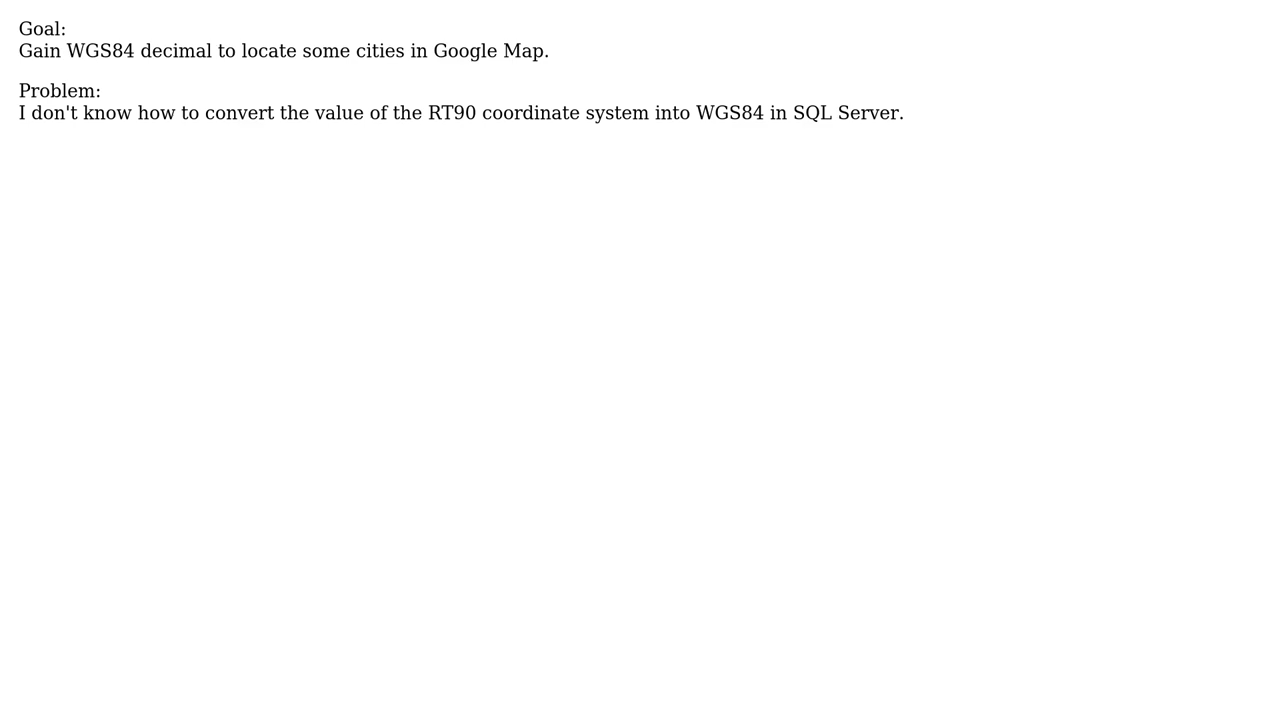 Goal:
Gain WGS84 decimal to locate some cities in Google Map.
Problem:
I don't know how to convert the value of the RT90 coordinate system into WGS84 in SQL Server.